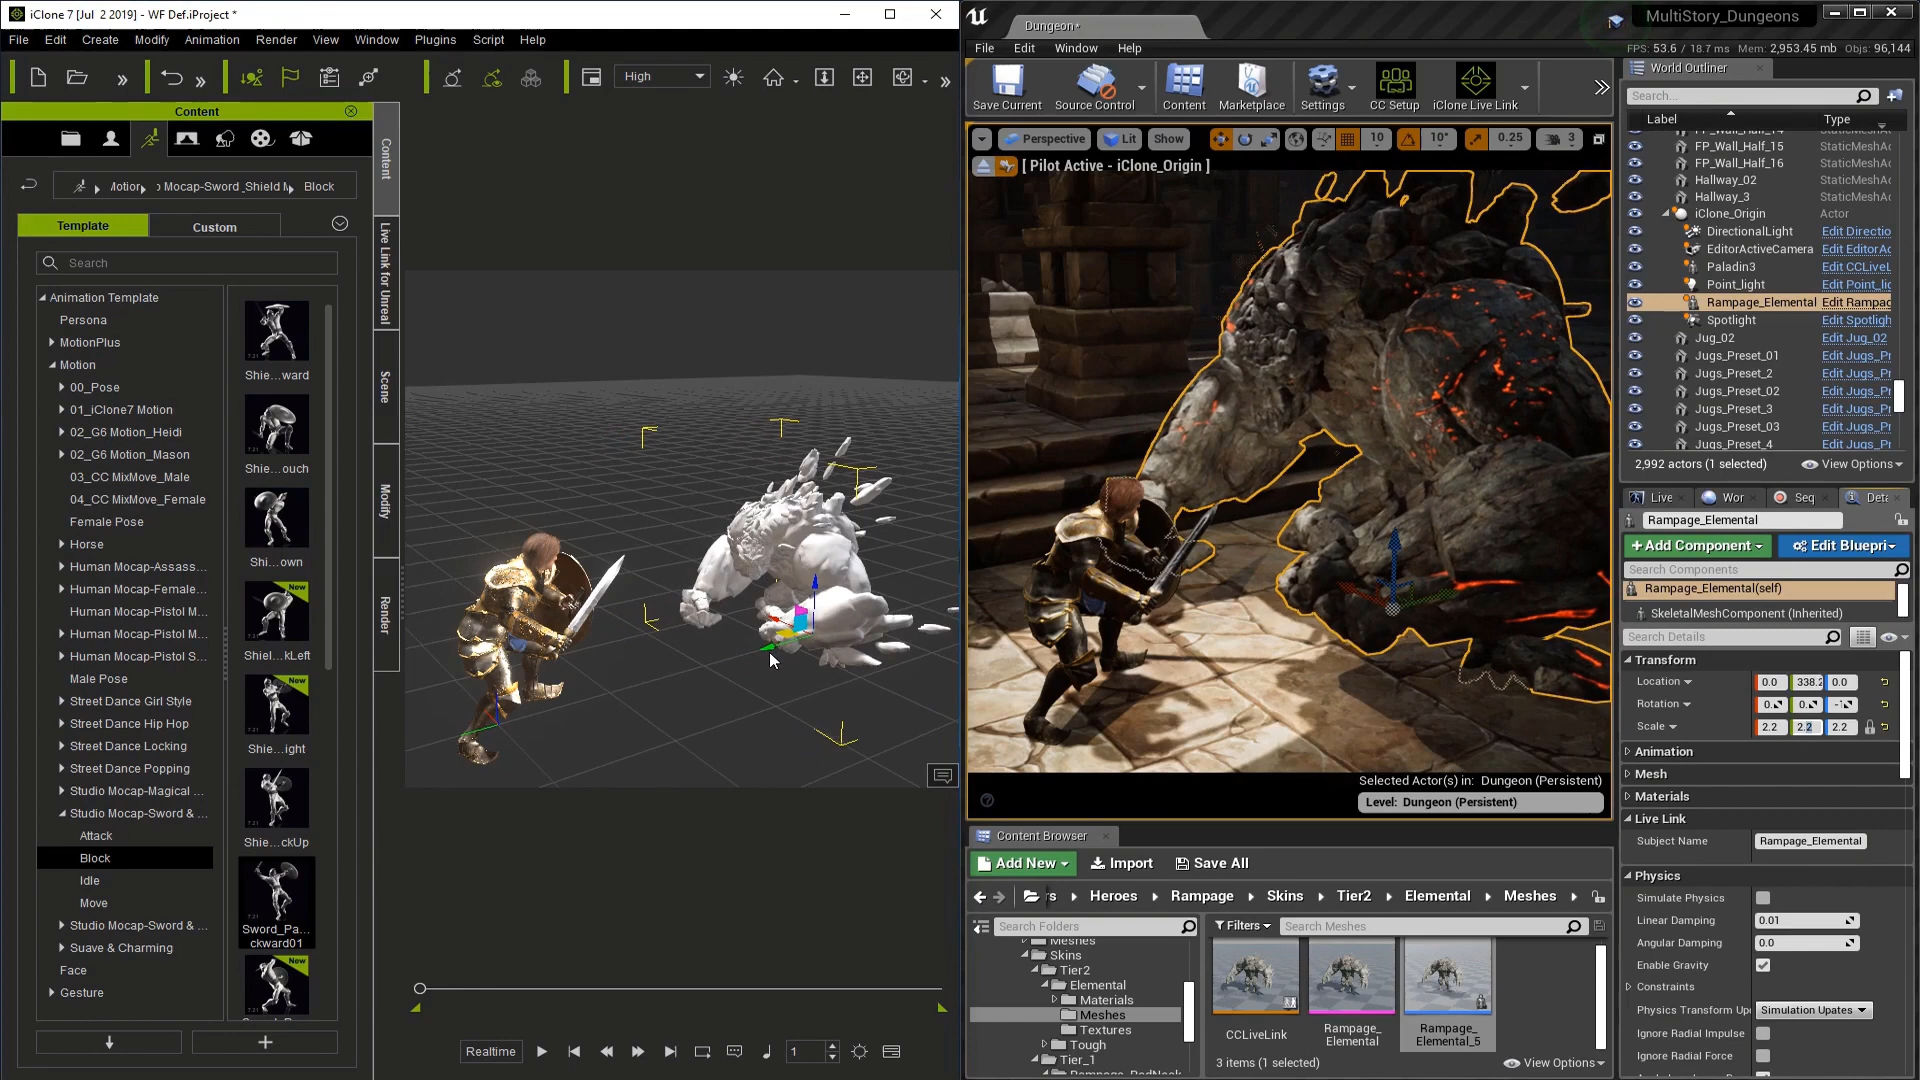 iClone 7 [Jul 2 2019] - WF Def.iProject *
File Edit Create Modify Animation Render View Window Plugins Script Help
High
Content
Motion Mocap-Sword _Shield M Block
Template Custom
Search
Animation Template
Persona
MotionPlus
Motion
00_Pose
01_iClone7 Motion
02_G6 Motion_Heidi
02_G6 Motion_Mason
03_CC MixMove_Male
04_CC MixMove_Female
Female Pose
Horse
Human Mocap-Assass...
Human Mocap-Female...
Human Mocap-Pistol M...
Human Mocap-Pistol M...
Human Mocap-Pistol S...
Male Pose
Street Dance Girl Style
Street Dance Hip Hop
Street Dance Locking
Street Dance Popping
Studio Mocap-Magical ...
Studio Mocap-Sword & ...
Attack
Block
Idle
Move
Studio Mocap-Sword & ...
Suave & Charming
Face
Gesture
Shie...ward
Shie...ouch
Shi...own
New
Shiel...kLeft
New
Shie...ight
Shie...ckUp
Sword_Pa...
ckward01
New
Content
Live Link for Unreal
Scene
Modify
Render
Realtime 1
Dungeon*
MultiStory_Dungeons
File Edit Window Help
FPS: 53.6 / 18.7 ms Mem: 2,953.45 mb Objs: 96,144
Save Current Source Control Content Marketplace Settings CC Setup iClone Live Link
Perspective Lit Show 10 10° 0.25 3
[ Pilot Active - iClone_Origin ]
Selected Actor(s) in: Dungeon (Persistent)
Level: Dungeon (Persistent)
World Outliner
Search...
Label Type
FP_Wall_Half_14 StaticMeshAc
FP_Wall_Half_15 StaticMeshAc
FP_Wall_Half_16 StaticMeshAc
Hallway_02 StaticMeshAc
Hallway_3 StaticMeshAc
iClone_Origin Actor
DirectionalLight Edit Directio
EditorActiveCamera Edit EditorAc
Paladin3 Edit CCLiveL
Point_light Edit Point_lig
Rampage_Elemental Edit Rampag
Spotlight Edit Spotligh
Jug_02 Edit Jug_02
Jugs_Preset_01 Edit Jugs_Pr
Jugs_Preset_2 Edit Jugs_Pr
Jugs_Preset_02 Edit Jugs_Pr
Jugs_Preset_3 Edit Jugs_Pr
Jugs_Preset_03 Edit Jugs_Pr
Jugs_Preset_4 Edit Jugs_Pr
2,992 actors (1 selected) View Options
Live Wor Seq Deta
Rampage_Elemental
+Add Component Edit Bluepri
Search Components
Rampage_Elemental(self)
SkeletalMeshComponent (Inherited)
Search Details
Transform
Location 0.0 338.2 0.0
Rotation 0. 0. -1
Scale 2.2 2.2 2.2
Animation
Mesh
Materials
Live Link
Subject Name Rampage_Elemental
Physics
Simulate Physics
Linear Damping 0.01
Angular Damping 0.0
Enable Gravity
Constraints
Physics Transform Up Simulation Upates
Ignore Radial Impulse
Ignore Radial Force
Content Browser
Add New Import Save All
s Heroes Rampage Skins Tier2 Elemental Meshes
Search Folders
Filters Search Meshes
Meshes
Skins
Tier2
Elemental
Materials
Meshes
Textures
Tough
Tier_1
CCLiveLink
Rampage_
Elemental
Rampage_
Elemental_5
3 items (1 selected) View Options